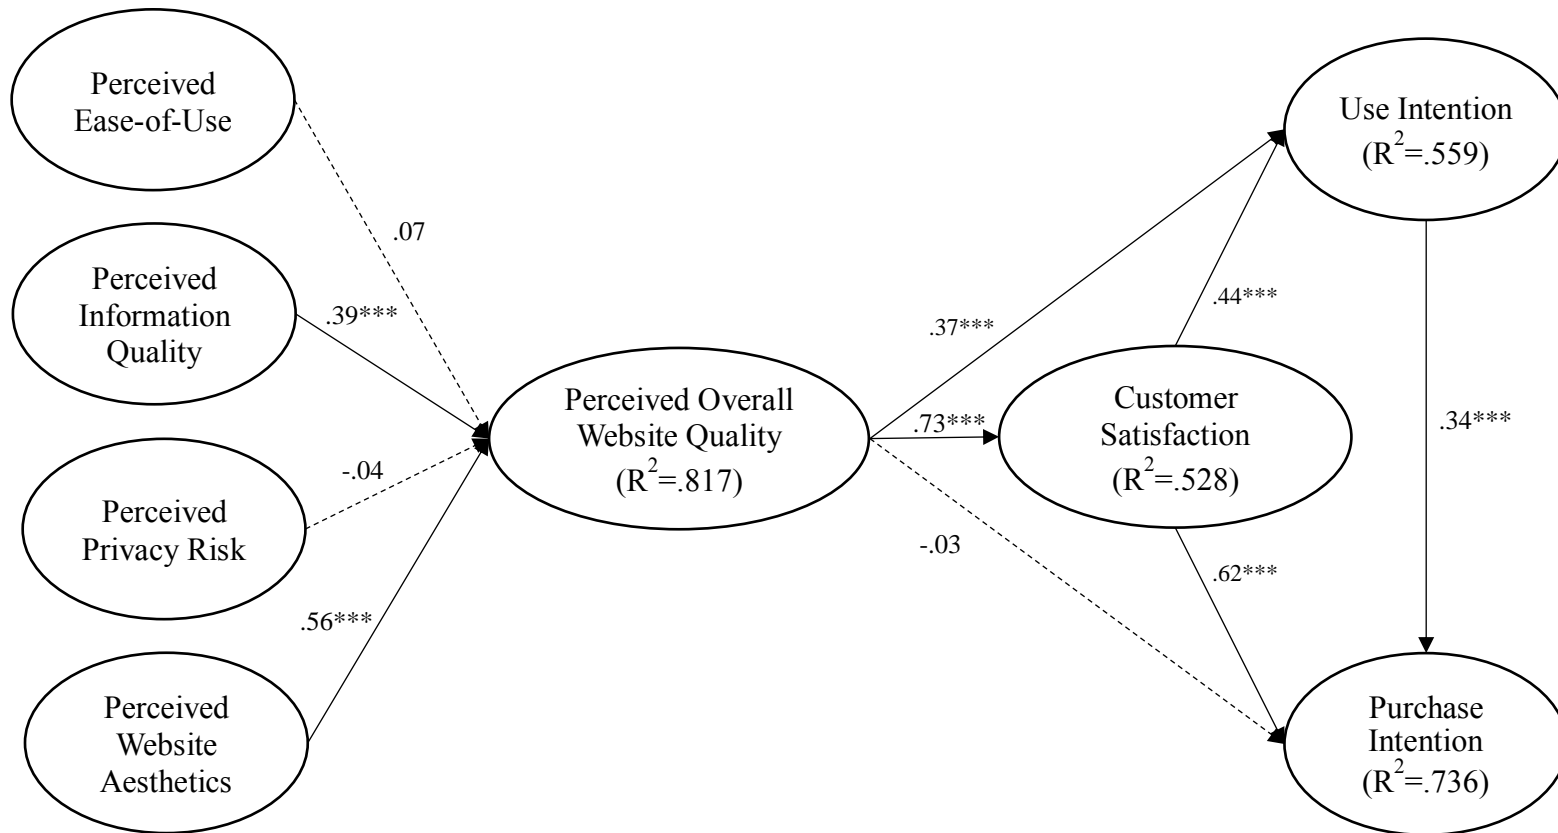 Perceived
Ease-of-Use
Perceived
Information
Quality
Perceived
Privacy Risk
Perceived
Website
Aesthetics
.07
.39***
-.04
.56***
Perceived Overall
Website Quality
(R²=.817)
.37***
.73***
-.03
Customer
Satisfaction
(R²=.528)
.44***
.62***
Use Intention
(R²=.559)
.34***
Purchase
Intention
(R²=.736)